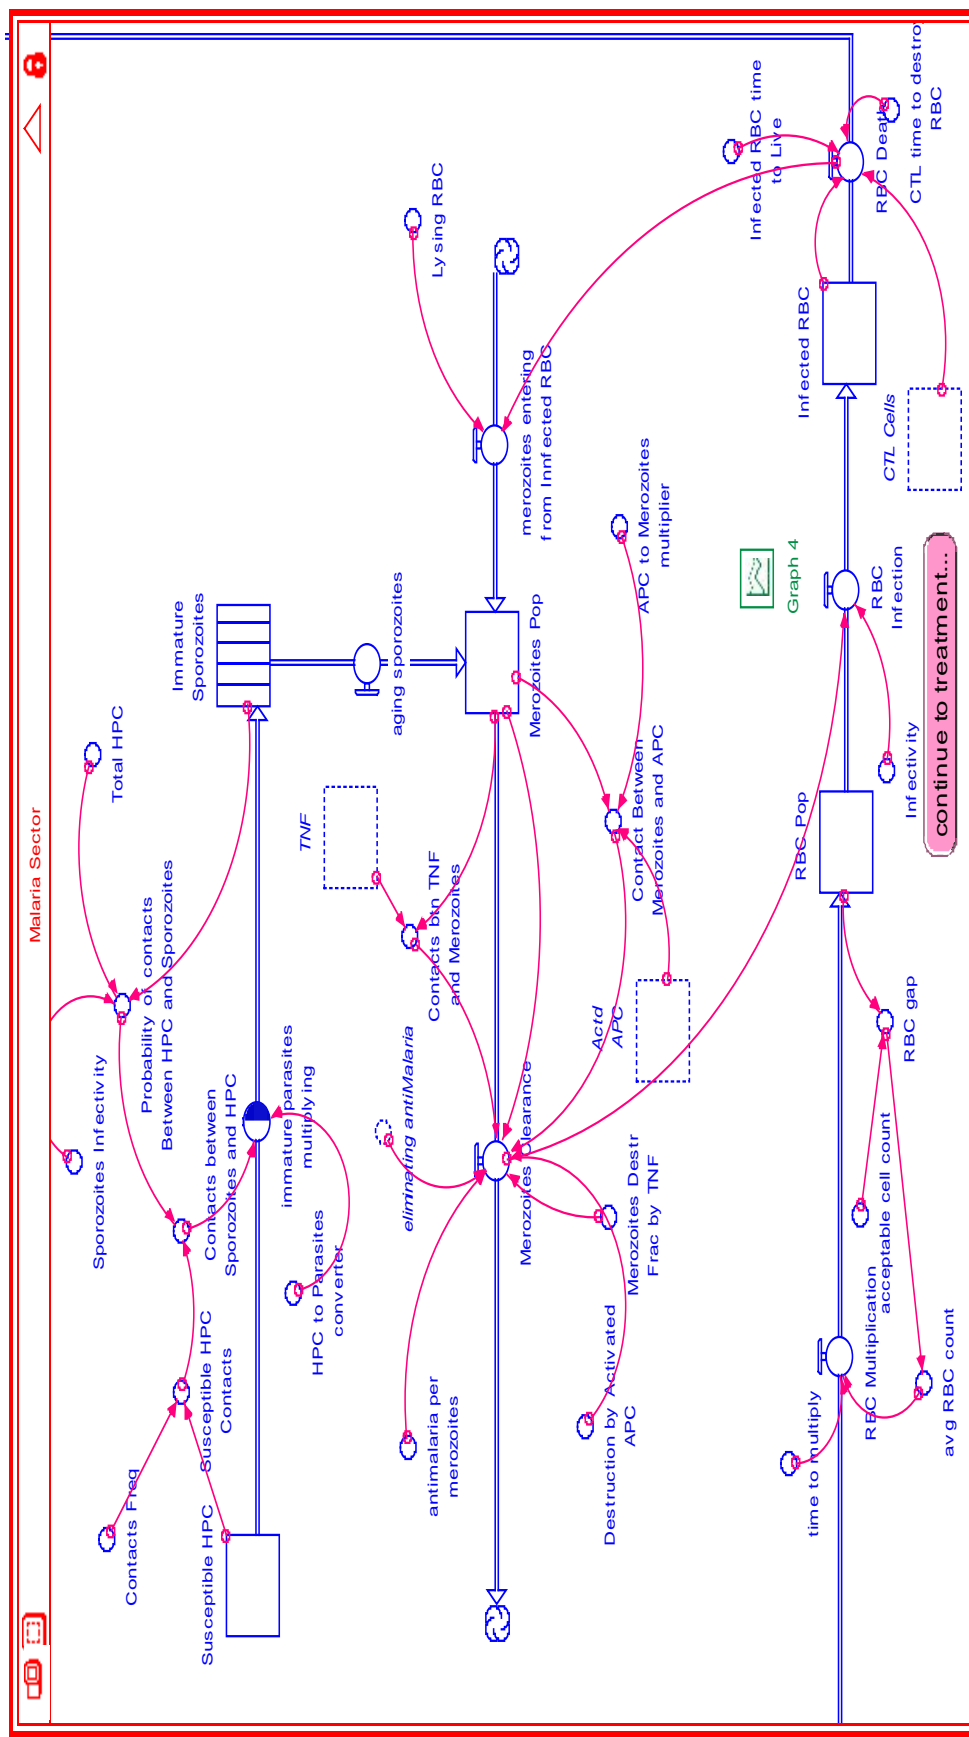 Malaria Sector
Contacts Freq
Susceptible HPC
Susceptible HPC
Contacts
Sporozoites Infectivity
Contacts between
Sporozoites and HPC
Probability of contacts
Between HPC and Sporozoites
Total HPC
Immature
Sporozoites
immature parasites
multiplying
HPC to Parasites
converter
aging sporozoites
TNF
Contacts btn TNF
and Merozoites
eliminating antiMalaria
antimalaria per
merozoites
Merozoites Clearance
Merozoites Pop
merozoites entering
from Innfected RBC
Lysing RBC
Destruction by Activated
APC
Merozoites Destr
Frac by TNF
Actd
APC
Contact Between
Merozoites and APC
APC to Merozoites
multiplier
Graph 4
time to multiply
RBC Multiplication
acceptable cell count
avg RBC count
RBC gap
RBC Pop
Infectivity
RBC
Infection
Infected RBC
CTL Cells
Infected RBC time
to Live
RBC Death
CTL time to destro
RBC
continue to treatment...